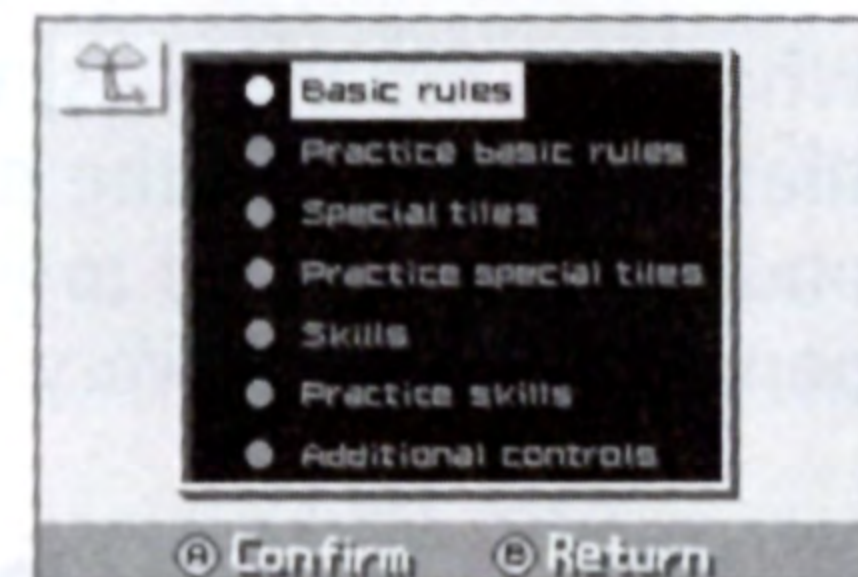 Basic rules
Practice basic rules
Special tiles
Practice special tiles
Skills
Practice skills
Additional controls
A Confirm B Return